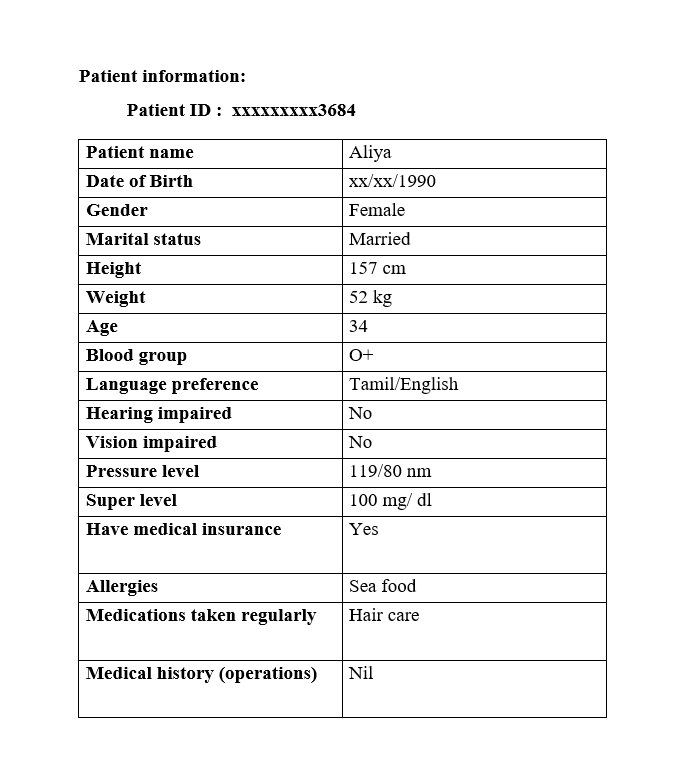 Patient information:
Patient ID : xxxxxxxxx3684
Patient name Aliya
Date of Birth xx/xx/1990
Gender Female
Marital status Married
Height 157 cm
Weight 52 kg
Age 34
Blood group O+
Language preference Tamil/English
Hearing impaired No
Vision impaired No
Pressure level 119/80 nm
Super level 100 mg/ dl
Have medical insurance Yes
Allergies Sea food
Medications taken regularly Hair care
Medical history (operations) Nil